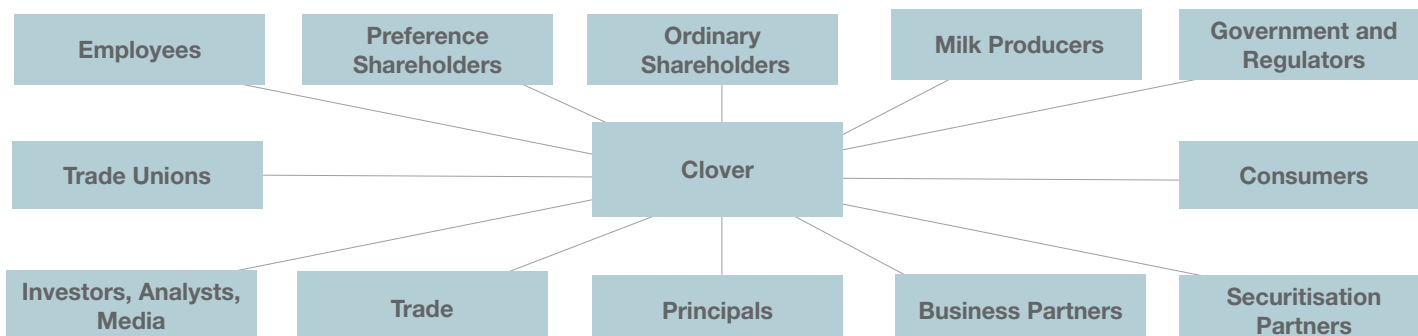 Employees
Preference
Shareholders
Ordinary
Shareholders
Milk Producers
Government and
Regulators
Trade Unions
Clover
Consumers
Investors, Analysts,
Media
Trade
Principals
Business Partners
Securitisation
Partners